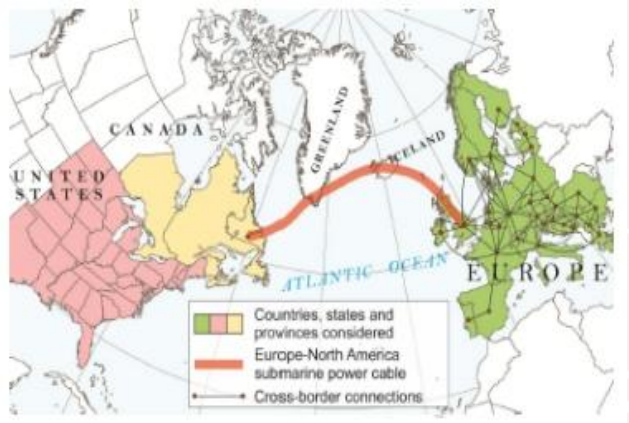 CANADA
GREENLAND
ICELAND
UNITED
STATES
ATLANTIC OCEAN
EUROPE
Countries, states and
provinces considered
Europe-North America
submarine power cable
Cross-border connections